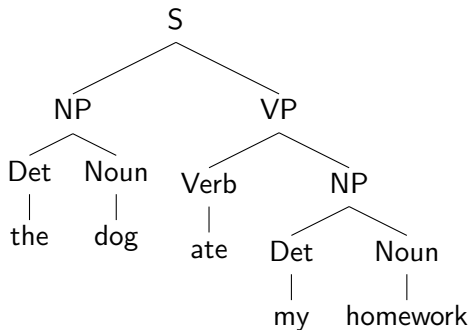 S
NP VP
Det Noun Verb NP
the dog ate Det Noun
my homework